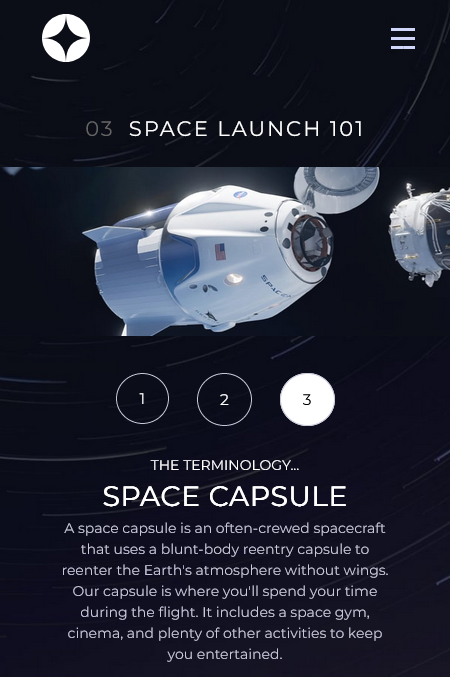 03 SPACE LAUNCH 101
SPACEX
1
2
3
THE TERMINOLOGY...
SPACE CAPSULE
A space capsule is an often-crewed spacecraft
that uses a blunt-body reentry capsule to
reenter the Earth's atmosphere without wings.
Our capsule is where you'll spend your time
during the flight. It includes a space gym,
cinema, and plenty of other activities to keep
you entertained.